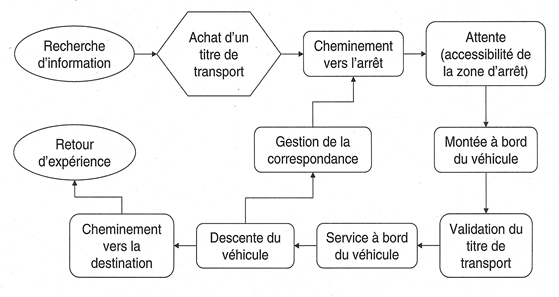 Recherche
d'information
Achat d'un
titre de
transport
Cheminement
vers l'arrêt
Attente
(accessibilité de
la zone d'arrêt)
Retour
d'expérience
Gestion de la
correspondance
Montée à bord
du véhicule
Cheminement
vers la
destination
Descente du
véhicule
Service à bord
du véhicule
Validation du
titre de
transport